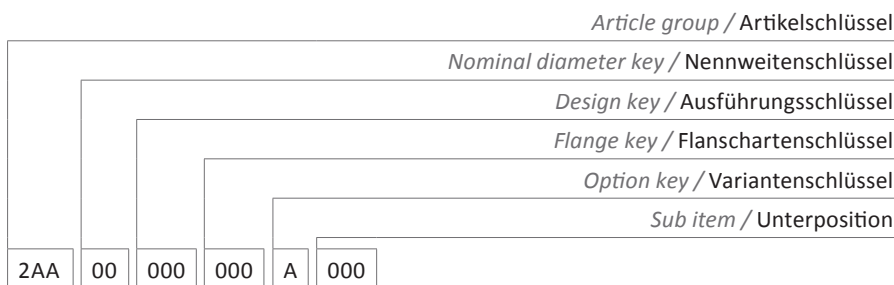 Article group / Artikelschlüssel
Nominal diameter key / Nennweitenschlüssel
Design key / Ausführungsschlüssel
Flange key / Flanschartenschlüssel
Option key / Variantenschlüssel
Sub item / Unterposition
2AA 00 000 000 A 000